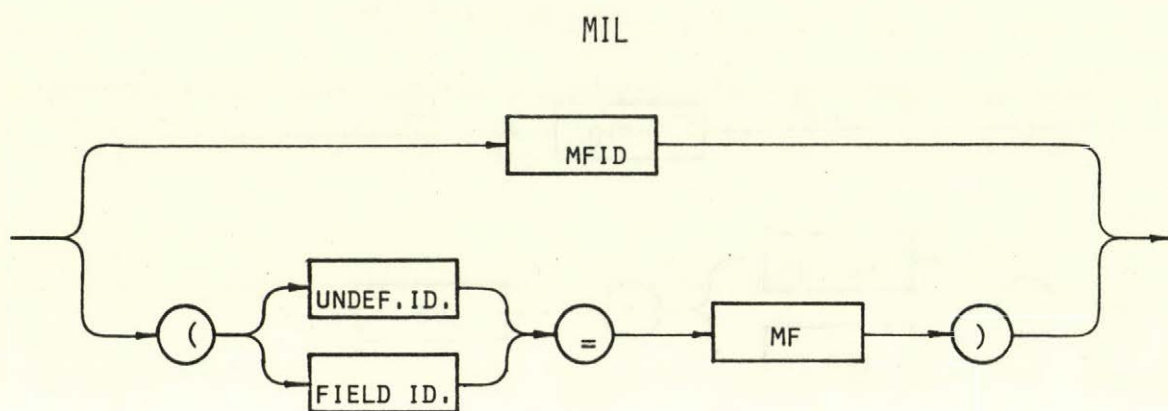 MIL
MFID
UNDEF.ID.
( = MF )
FIELD ID.